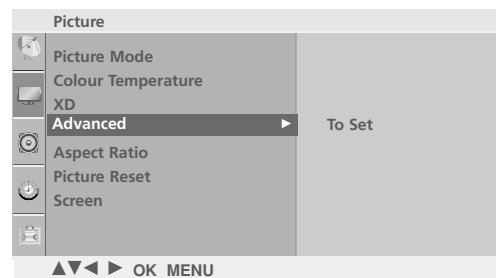 Picture
Picture Mode
Colour Temperature
XD
Advanced ► To Set
Aspect Ratio
Picture Reset
Screen
▲▼◄ ► OK MENU